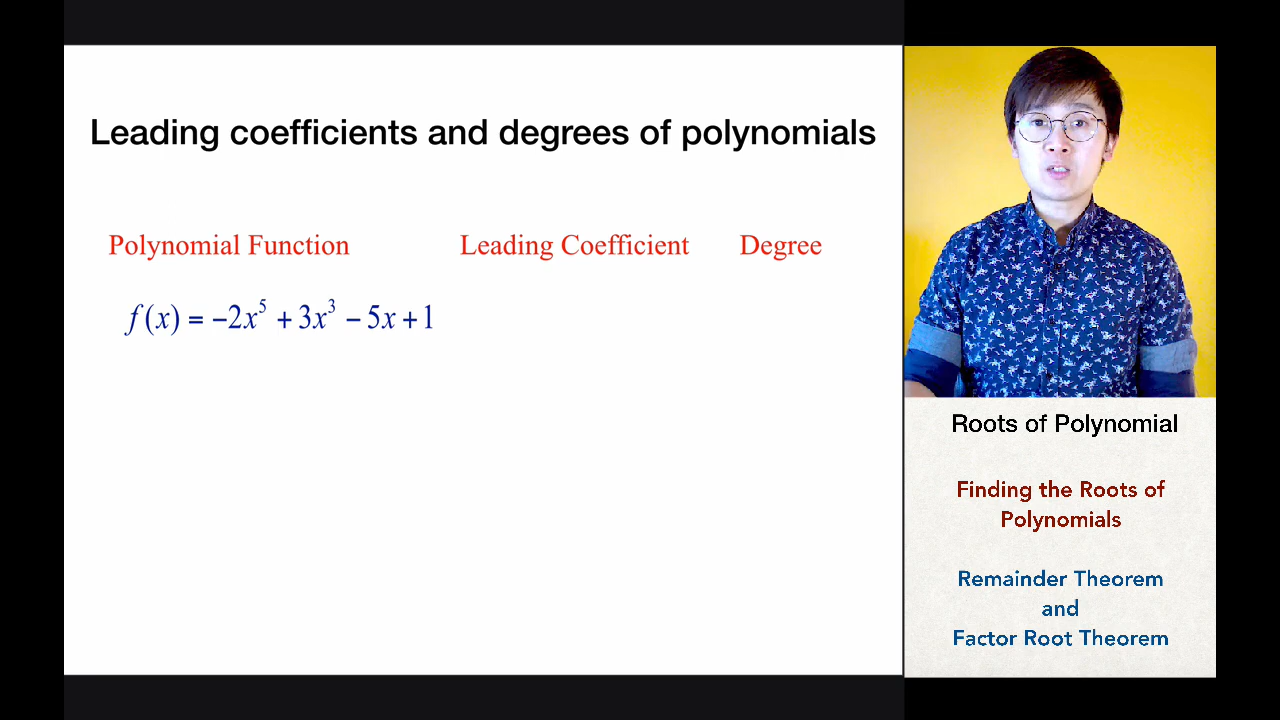 Leading coefficients and degrees of polynomials
Polynomial Function Leading Coefficient Degree
f(x) = −2x⁵ + 3x³ − 5x + 1
Roots of Polynomial
Finding the Roots of
Polynomials
Remainder Theorem
and
Factor Root Theorem